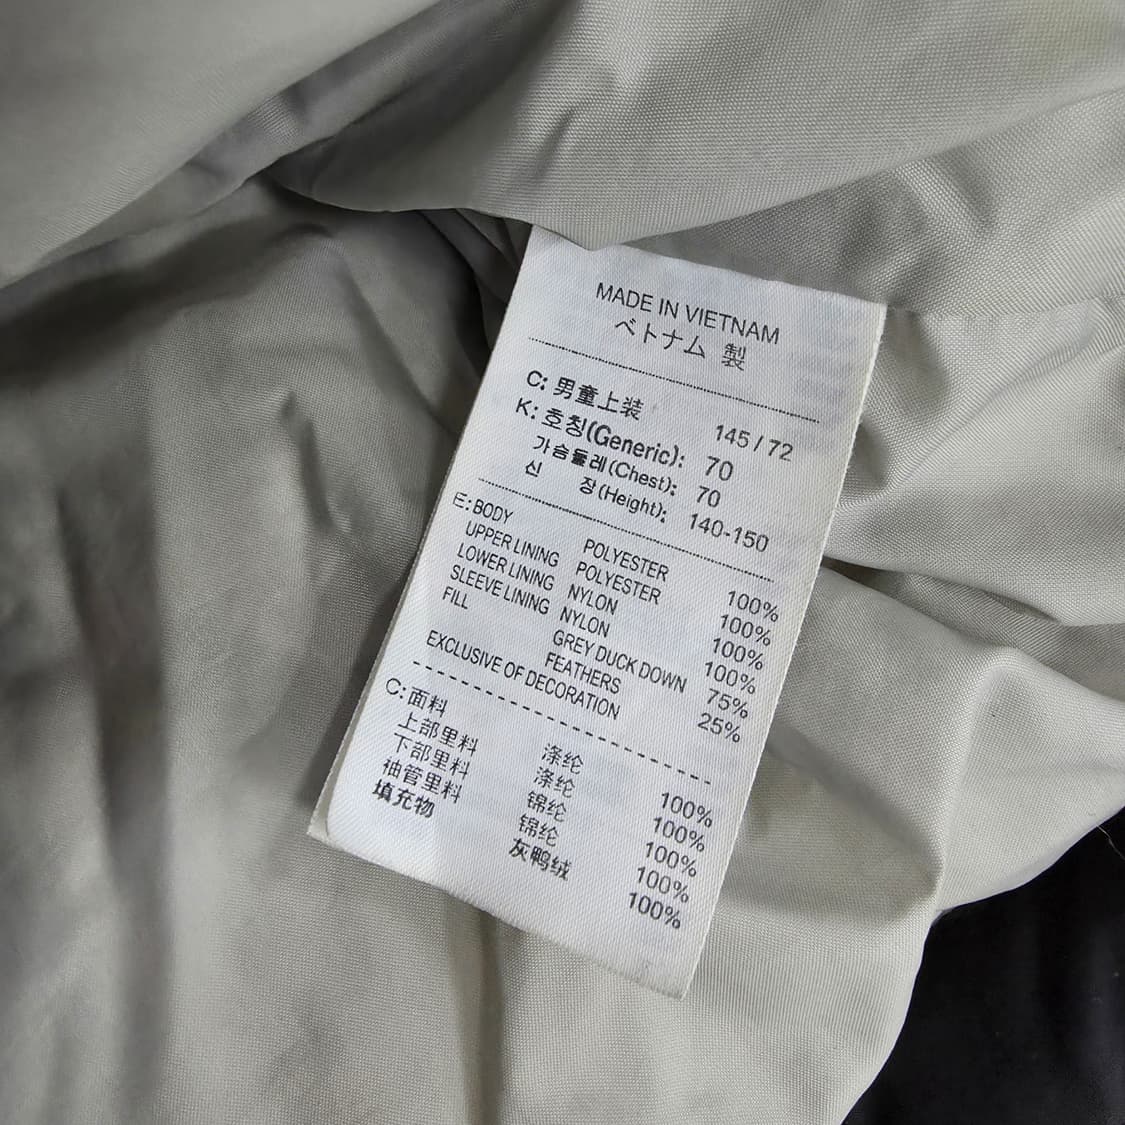 MADE IN VIETNAM
ベトナム 製
C: 男童上装 145 / 72
K: 호칭(Generic): 70
가슴둘레(Chest): 70
신 장(Height): 140-150
E: BODY POLYESTER 100%
UPPER LINING POLYESTER 100%
LOWER LINING NYLON 100%
SLEEVE LINING NYLON 100%
FILL GREY DUCK DOWN 75%
FEATHERS 25%
EXCLUSIVE OF DECORATION
C: 面料 涤纶 100%
上部里料 涤纶 100%
下部里料 锦纶 100%
袖管里料 锦纶 100%
填充物 灰鸭绒 100%